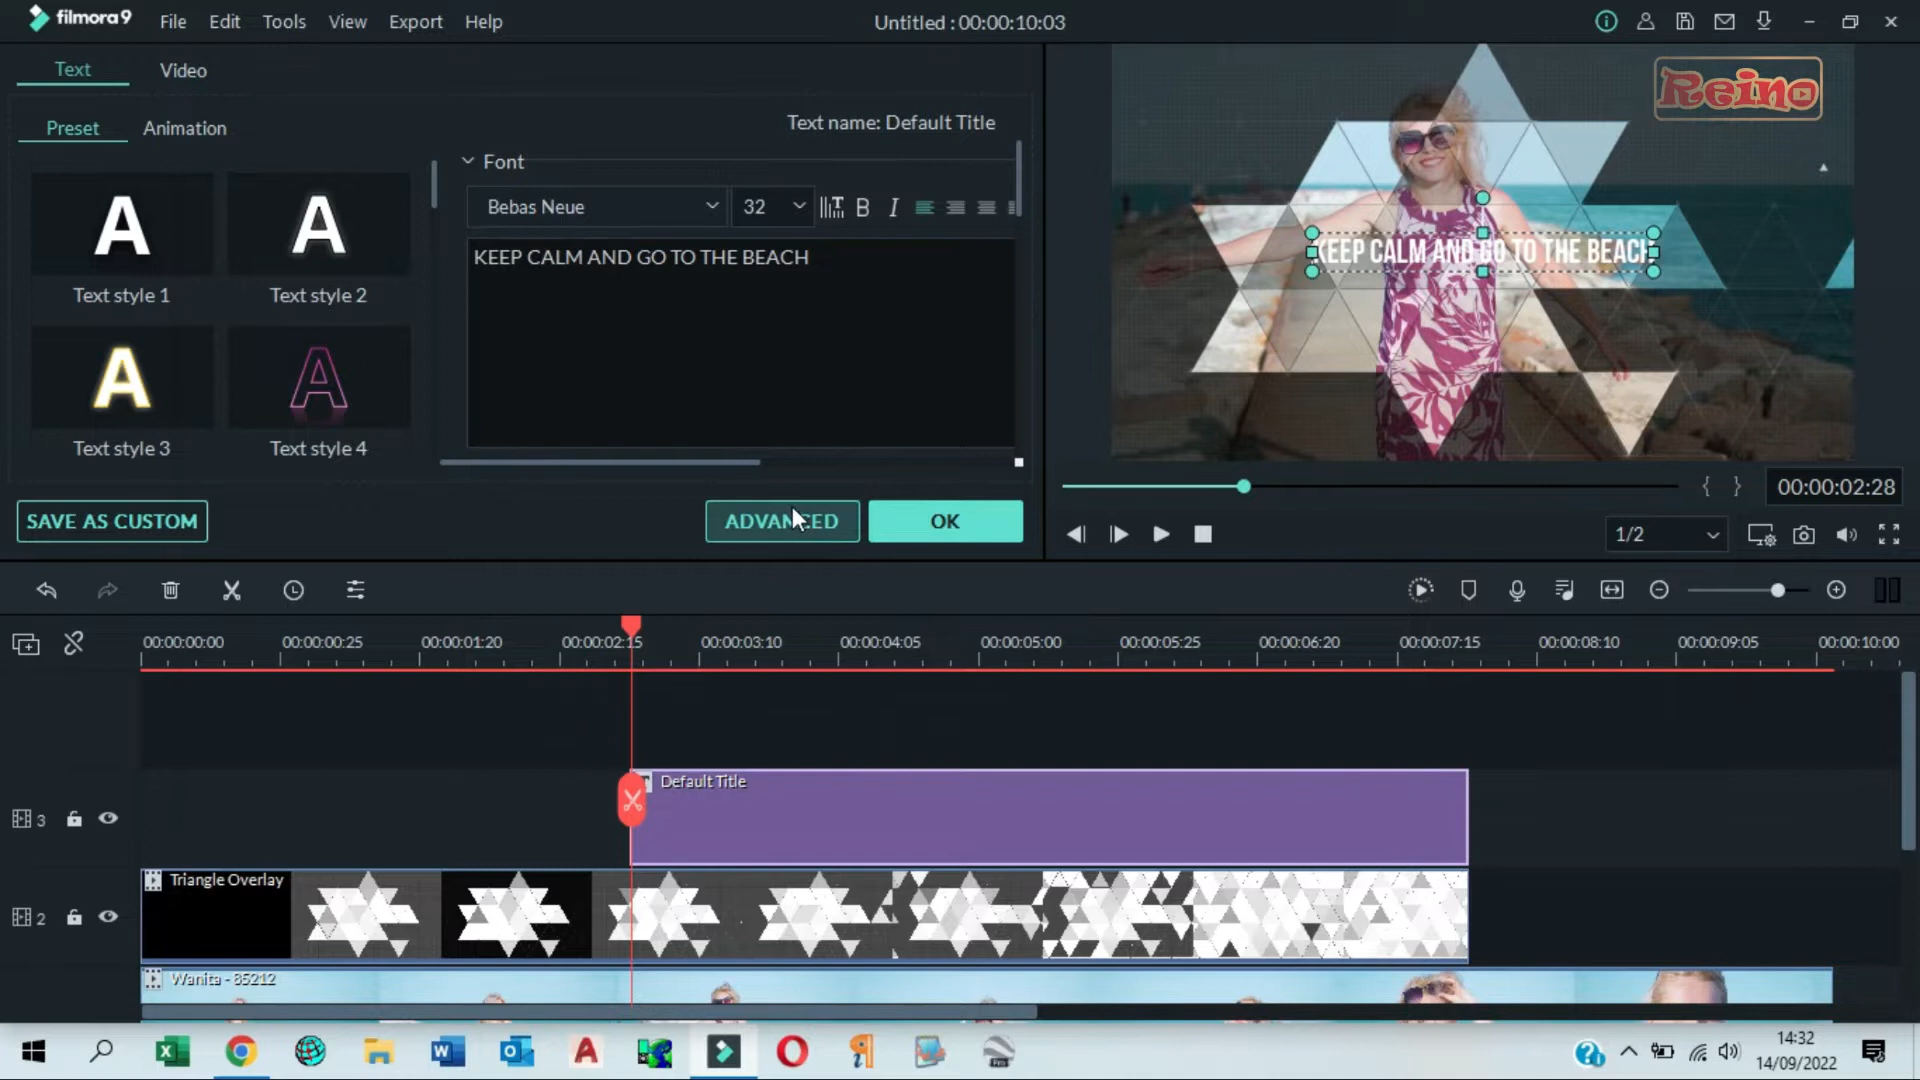 filmora9 File Edit Tools View Export Help Untitled : 00:00:10:03
Text Video
Reino
Preset Animation Text name: Default Title
Font
Bebas Neue 32 B I
KEEP CALM AND GO TO THE BEACH
KEEP CALM AND GO TO THE BEACH
A A
Text style 1 Text style 2
A A
Text style 3 Text style 4
{ } 00:00:02:28
SAVE AS CUSTOM ADVANCED OK
1/2
00:00:00:00 00:00:00:25 00:00:01:20 00:00:02:15 00:00:03:10 00:00:04:05 00:00:05:00 00:00:05:25 00:00:06:20 00:00:07:15 00:00:08:10 00:00:09:05 00:00:10:00
Default Title
3
Triangle Overlay
2
Wanita - 85212
14:32
14/09/2022